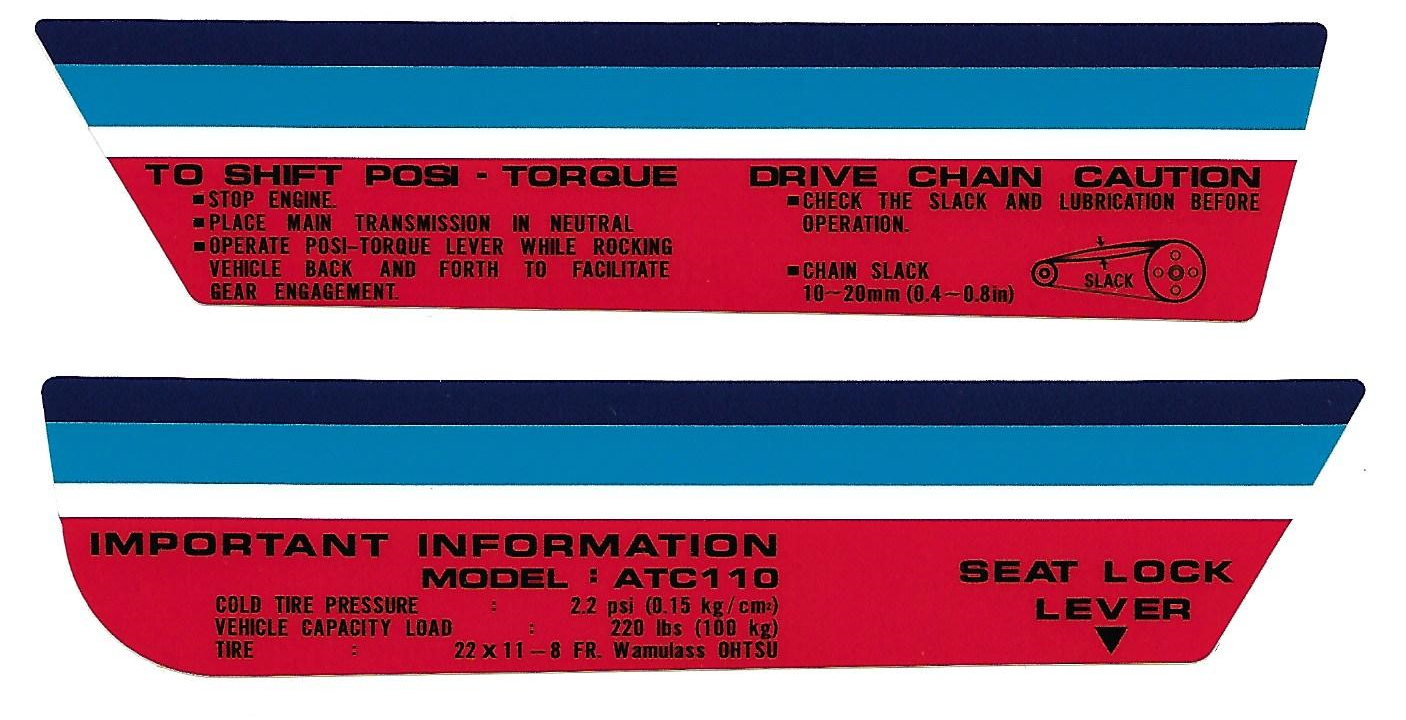 TO SHIFT POSI - TORQUE
■ STOP ENGINE.
■ PLACE MAIN TRANSMISSION IN NEUTRAL
■ OPERATE POSI-TORQUE LEVER WHILE ROCKING
VEHICLE BACK AND FORTH TO FACILITATE
GEAR ENGAGEMENT.
DRIVE CHAIN CAUTION
■ CHECK THE SLACK AND LUBRICATION BEFORE
OPERATION.
■ CHAIN SLACK
10~20mm (0.4~0.8in)
SLACK
IMPORTANT INFORMATION
MODEL : ATC110
COLD TIRE PRESSURE : 2.2 psi (0.15 kg/cm²)
VEHICLE CAPACITY LOAD : 220 lbs (100 kg)
TIRE : 22 x 11 – 8 FR. Wamulass OHTSU
SEAT LOCK
LEVER
▼